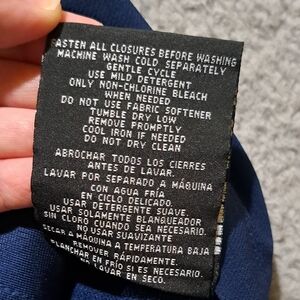 FASTEN ALL CLOSURES BEFORE WASHING
MACHINE WASH COLD SEPARATELY
GENTLE CYCLE
USE MILD DETERGENT
ONLY NON-CHLORINE BLEACH
WHEN NEEDED
DO NOT USE FABRIC SOFTENER
TUMBLE DRY LOW
REMOVE PROMPTLY
COOL IRON IF NEEDED
DO NOT DRY CLEAN
ABROCHAR TODOS LOS CIERRES
ANTES DE LAVAR.
LAVAR POR SEPARADO A MÁQUINA
CON AGUA FRÍA
EN CICLO DELICADO.
USAR DETERGENTE SUAVE.
USAR SOLAMENTE BLANQUEADOR
SIN CLORO CUANDO SEA NECESARIO.
NO USAR SUAVIZANTE
SECAR A MÁQUINA A TEMPERATURA BAJA
REMOVER RÁPIDAMENTE.
PLANCHAR EN FRÍO SI ES NECESARIO.
NO LAVAR EN SECO.